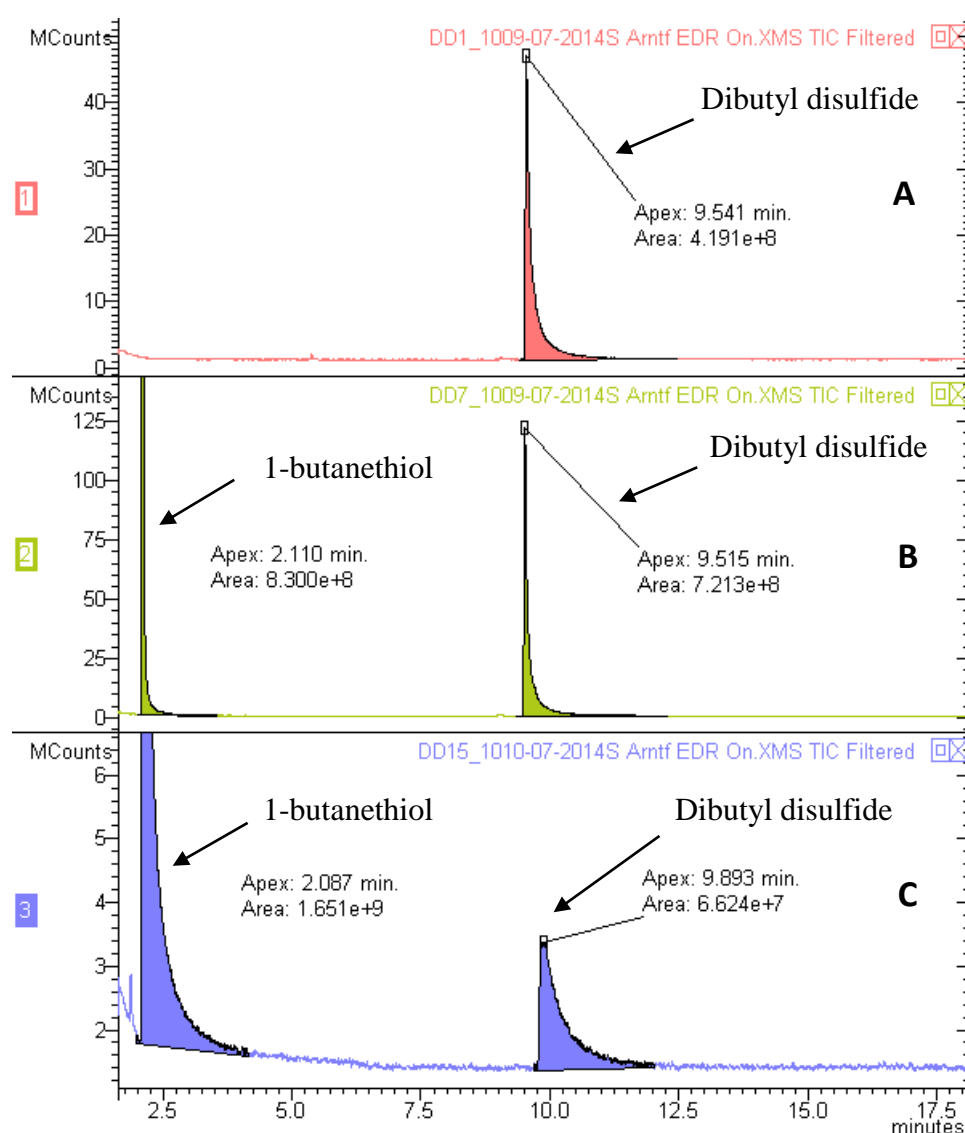 MCounts
DD1_1009-07-2014S Arntf EDR On.XMS TIC Filtered
Dibutyl disulfide
40
30
20
10
0
1
A
Apex: 9.541 min.
Area: 4.191e+8
MCounts
DD7_1009-07-2014S Arntf EDR On.XMS TIC Filtered
125
100
75
50
25
0
1-butanethiol
Dibutyl disulfide
2
Apex: 2.110 min.
Area: 8.300e+8
Apex: 9.515 min.
Area: 7.213e+8
B
MCounts
DD15_1010-07-2014S Arntf EDR On.XMS TIC Filtered
6
5
4
3
2
1-butanethiol
Dibutyl disulfide
3
Apex: 2.087 min.
Area: 1.651e+9
Apex: 9.893 min.
Area: 6.624e+7
C
2.5 5.0 7.5 10.0 12.5 15.0 17.5
minutes